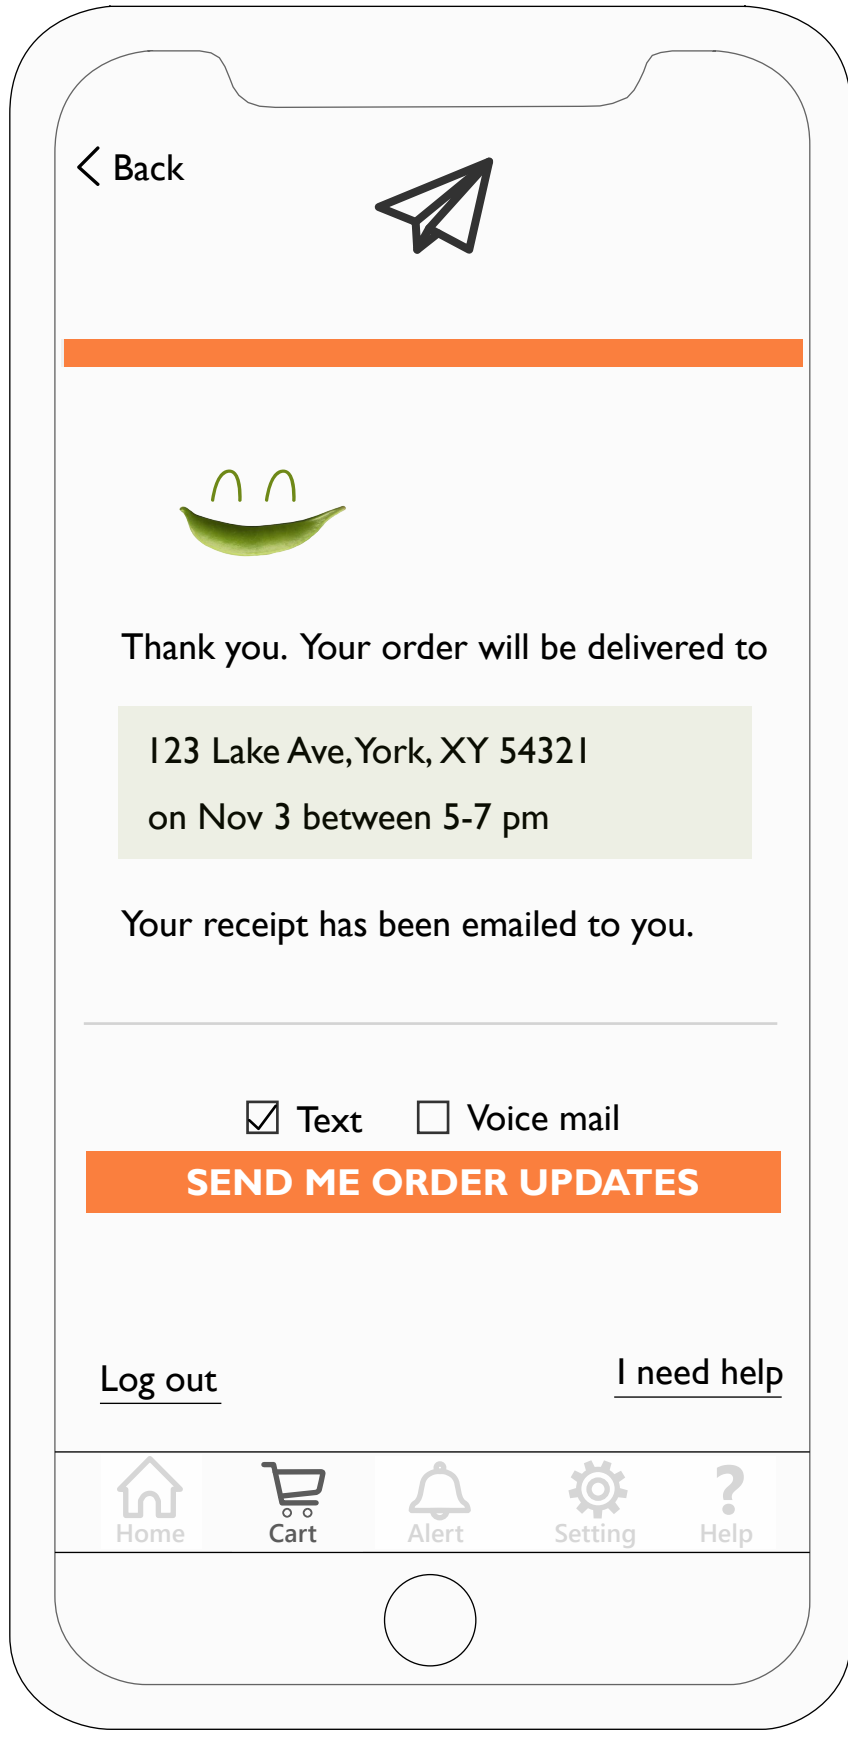 Back
Thank you. Your order will be delivered to
123 Lake Ave, York, XY 54321
on Nov 3 between 5-7 pm
Your receipt has been emailed to you.
Text Voice mail
SEND ME ORDER UPDATES
Log out I need help
Home Cart Alert Setting Help